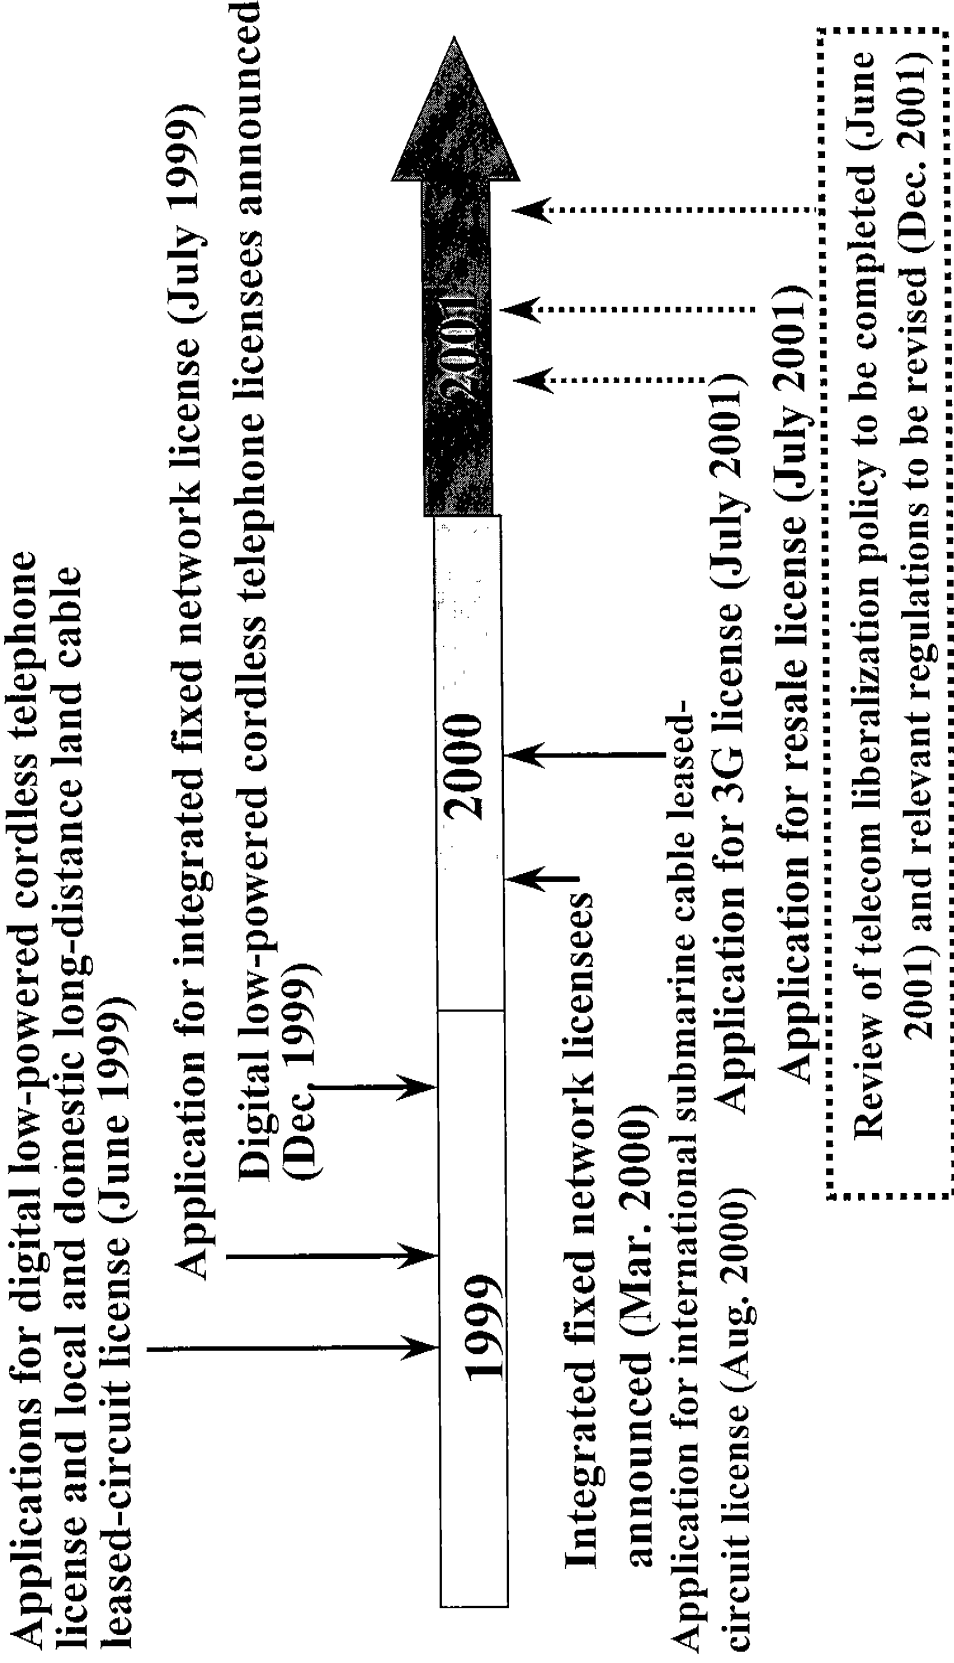 Applications for digital low-powered cordless telephone
license and local and domestic long-distance land cable
leased-circuit license (June 1999)
Application for integrated fixed network license (July 1999)
Digital low-powered cordless telephone licensees announced
(Dec. 1999)
1999
2000
2001
Integrated fixed network licensees
announced (Mar. 2000)
Application for international submarine cable leased-
circuit license (Aug. 2000)
Application for 3G license (July 2001)
Application for resale license (July 2001)
Review of telecom liberalization policy to be completed (June
2001) and relevant regulations to be revised (Dec. 2001)